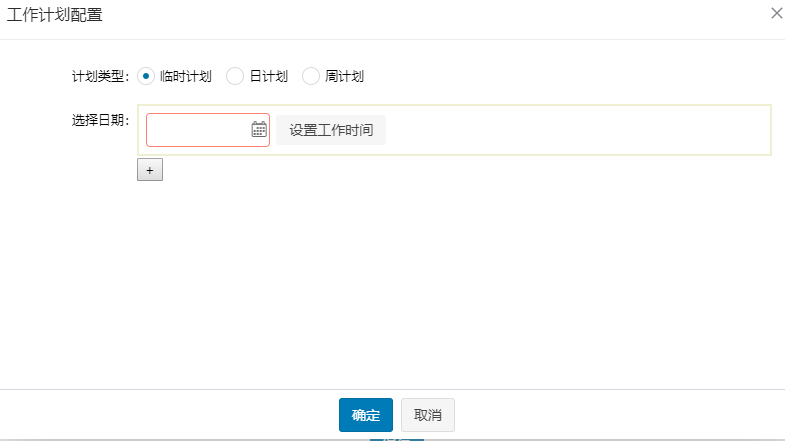 工作计划配置
计划类型： 临时计划 日计划 周计划
选择日期： 设置工作时间
+
确定 取消